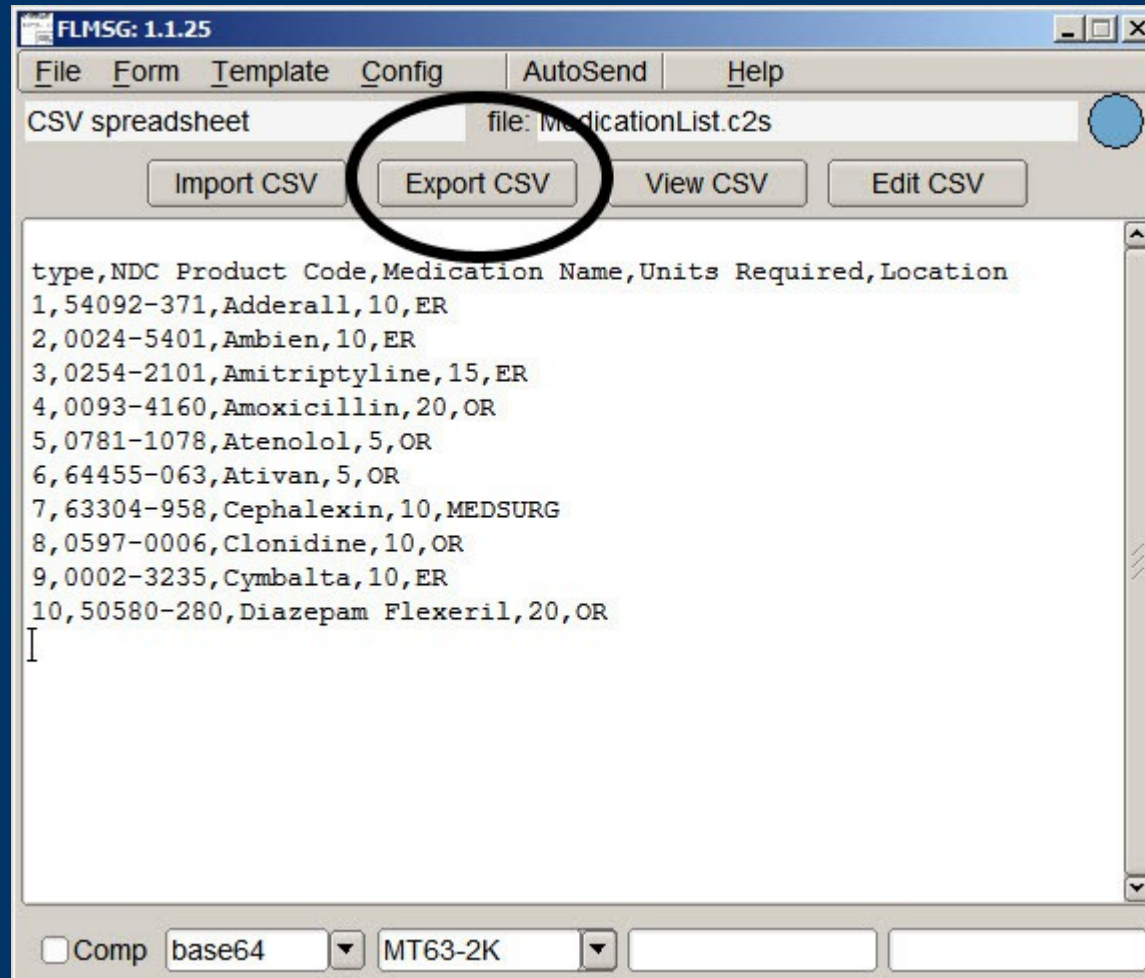 FLMSG: 1.1.25
File Form Template Config AutoSend Help
CSV spreadsheet file: MedicationList.c2s
Import CSV Export CSV View CSV Edit CSV
type,NDC Product Code,Medication Name,Units Required,Location
1,54092-371,Adderall,10,ER
2,0024-5401,Ambien,10,ER
3,0254-2101,Amitriptyline,15,ER
4,0093-4160,Amoxicillin,20,OR
5,0781-1078,Atenolol,5,OR
6,64455-063,Ativan,5,OR
7,63304-958,Cephalexin,10,MEDSURG
8,0597-0006,Clonidine,10,OR
9,0002-3235,Cymbalta,10,ER
10,50580-280,Diazepam Flexeril,20,OR
Comp base64 MT63-2K